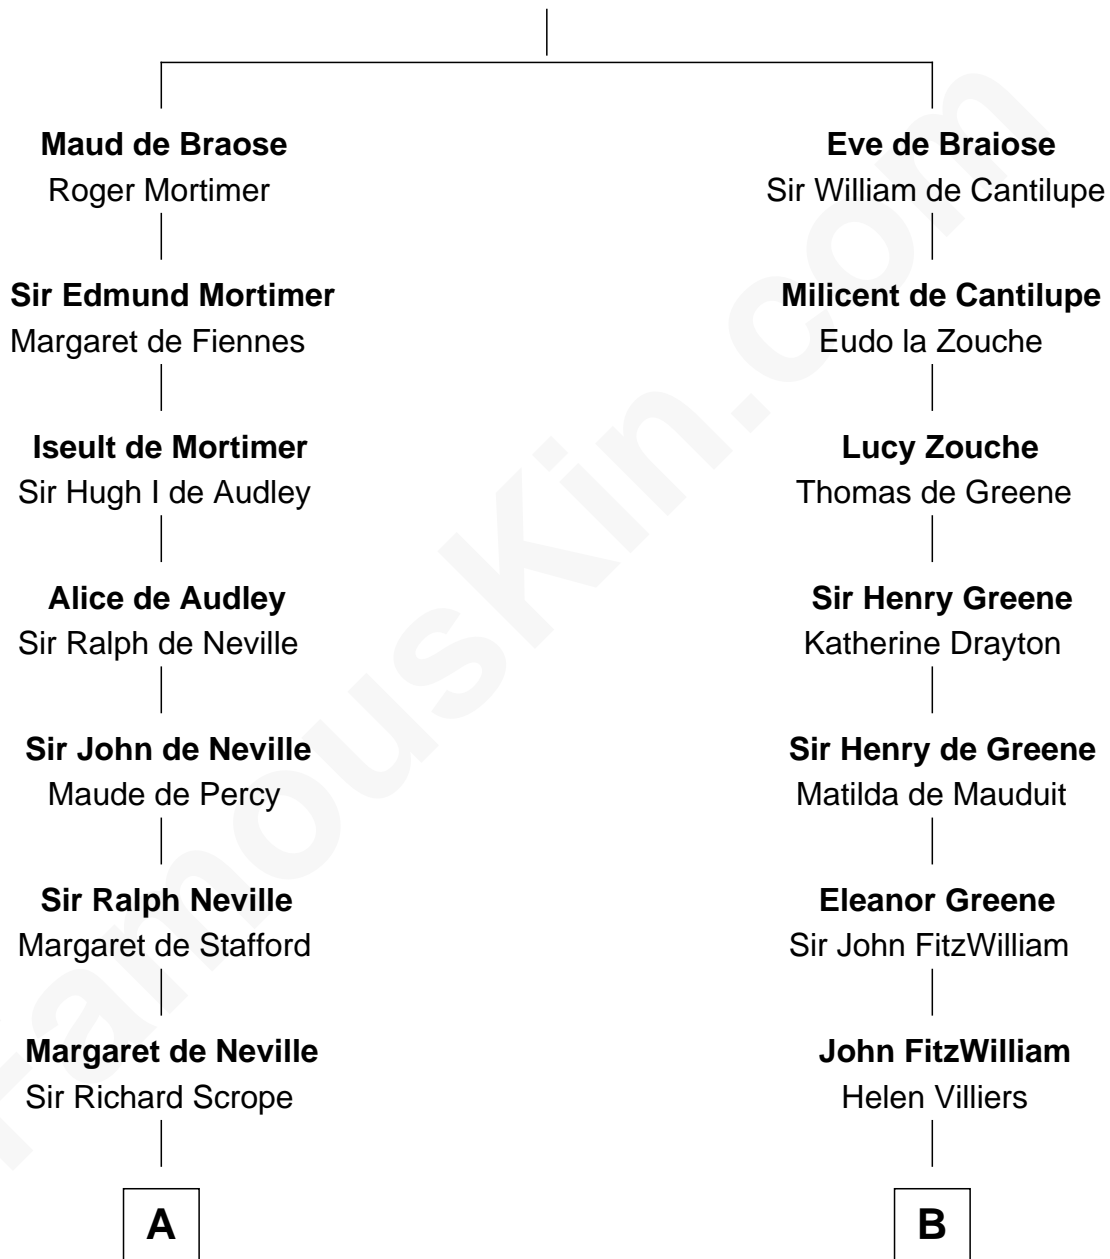 Maud de Braose
Roger Mortimer
Sir Edmund Mortimer
Margaret de Fiennes
Iseult de Mortimer
Sir Hugh I de Audley
Alice de Audley
Sir Ralph de Neville
Sir John de Neville
Maude de Percy
Sir Ralph Neville
Margaret de Stafford
Margaret de Neville
Sir Richard Scrope
A
Eve de Braiose
Sir William de Cantilupe
Milicent de Cantilupe
Eudo la Zouche
Lucy Zouche
Thomas de Greene
Sir Henry Greene
Katherine Drayton
Sir Henry de Greene
Matilda de Mauduit
Eleanor Greene
Sir John FitzWilliam
John FitzWilliam
Helen Villiers
B
FamousKin.com